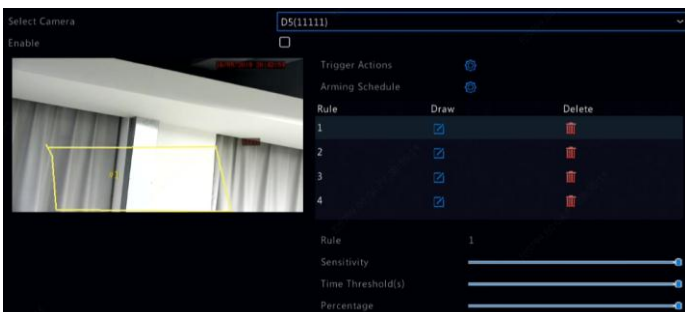 Select Camera
D5(11111)
Enable
Trigger Actions
Arming Schedule
Rule Draw Delete
1
2
3
4
Rule 1
Sensitivity
Time Threshold(s)
Percentage